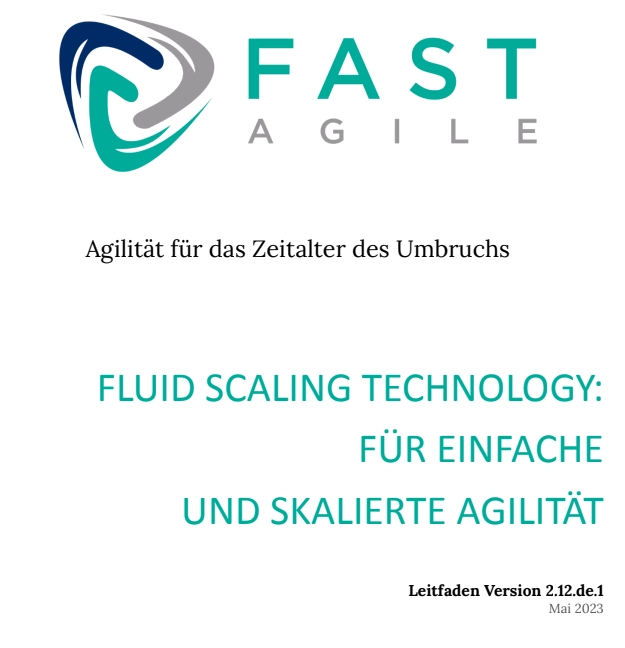 FAST
AGILE
Agilität für das Zeitalter des Umbruchs
FLUID SCALING TECHNOLOGY:
FÜR EINFACHE
UND SKALIERTE AGILITÄT
Leitfaden Version 2.12.de.1
Mai 2023